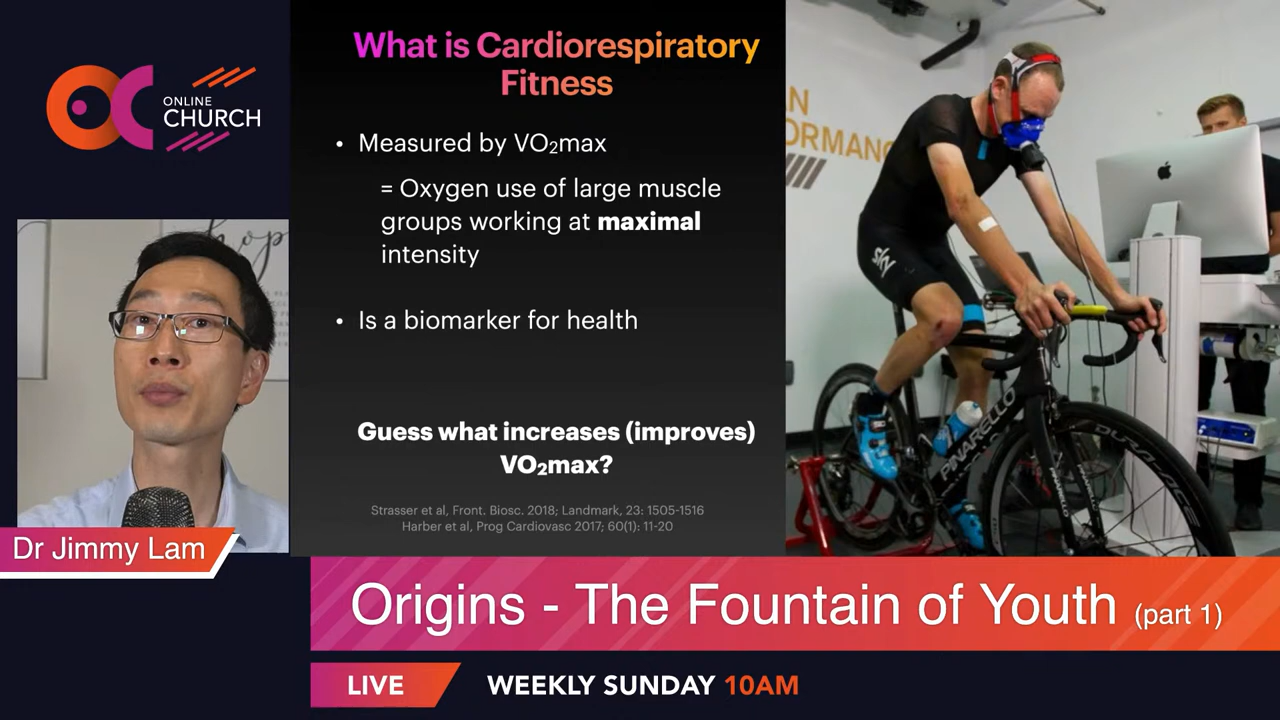 ONLINE
CHURCH
What is Cardiorespiratory
Fitness
• Measured by VO₂max
= Oxygen use of large muscle
groups working at maximal
intensity
• Is a biomarker for health
Guess what increases (improves)
VO₂max?
Strasser et al, Front. Biosc. 2018; Landmark, 23: 1505-1516
Harber et al, Prog Cardiovasc 2017; 60(1): 11-20
hop
PINARELLO
DURA-ACE
SKY
Dr Jimmy Lam
Origins - The Fountain of Youth (part 1)
LIVE
WEEKLY SUNDAY 10AM